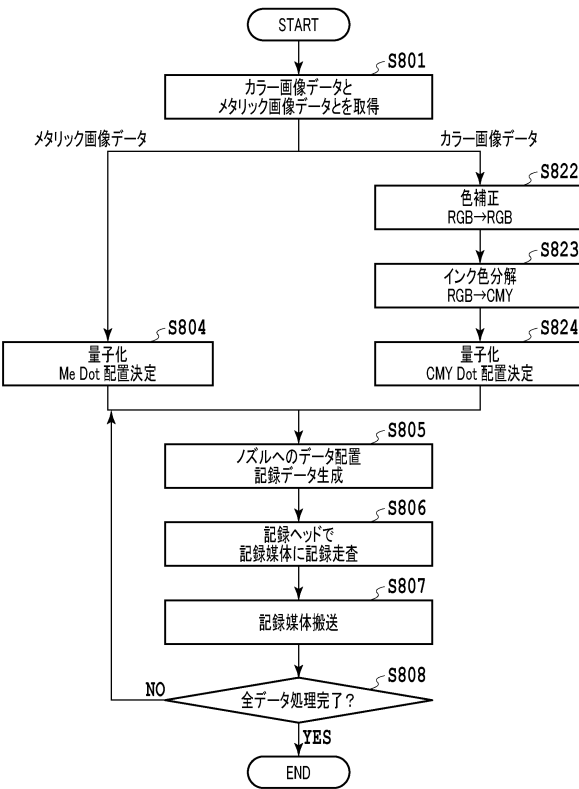 START
S801
カラー画像データと
メタリック画像データとを取得
メタリック画像データ
カラー画像データ
S822
色補正
RGB→RGB
S823
インク色分解
RGB→CMY
S804
量子化
Me Dot 配置決定
S824
量子化
CMY Dot 配置決定
S805
ノズルへのデータ配置
記録データ生成
S806
記録ヘッドで
記録媒体に記録走査
S807
記録媒体搬送
S808
全データ処理完了？
NO
YES
END